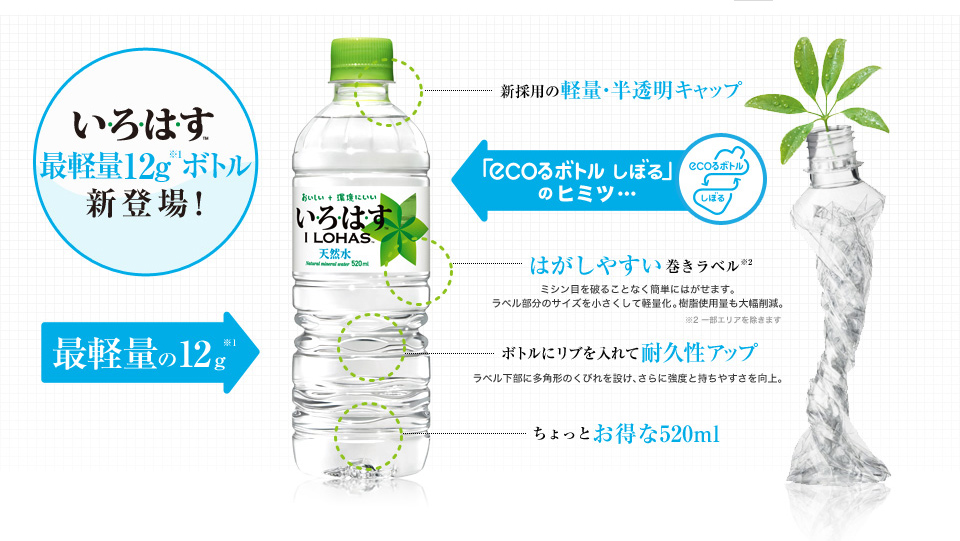 い・ろ・は・す™
最軽量12g※1ボトル
新登場!
最軽量の12g※1
おいしい + 環境にいい
い・ろ・は・す™
I LOHAS™
天然水
Natural mineral water 520ml
新採用の軽量・半透明キャップ
「ecoるボトル しぼる」
のヒミツ…
ecoるボトル
しぼる
はがしやすい 巻きラベル※2
ミシン目を破ることなく簡単にはがせます。
ラベル部分のサイズを小さくして軽量化。樹脂使用量も大幅削減。
※2 一部エリアを除きます
ボトルにリブを入れて耐久性アップ
ラベル下部に多角形のくびれを設け、さらに強度と持ちやすさを向上。
ちょっとお得な520ml